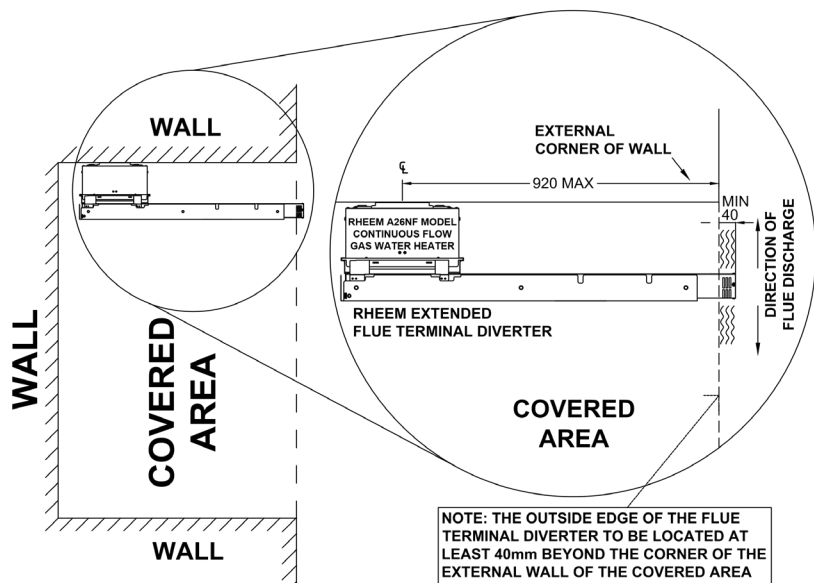 WALL
WALL
COVERED
AREA
WALL
EXTERNAL
CORNER OF WALL
℄
920 MAX
MIN
40
RHEEM A26NF MODEL
CONTINUOUS FLOW
GAS WATER HEATER
DIRECTION OF
FLUE DISCHARGE
RHEEM EXTENDED
FLUE TERMINAL DIVERTER
COVERED
AREA
NOTE: THE OUTSIDE EDGE OF THE FLUE
TERMINAL DIVERTER TO BE LOCATED AT
LEAST 40mm BEYOND THE CORNER OF THE
EXTERNAL WALL OF THE COVERED AREA